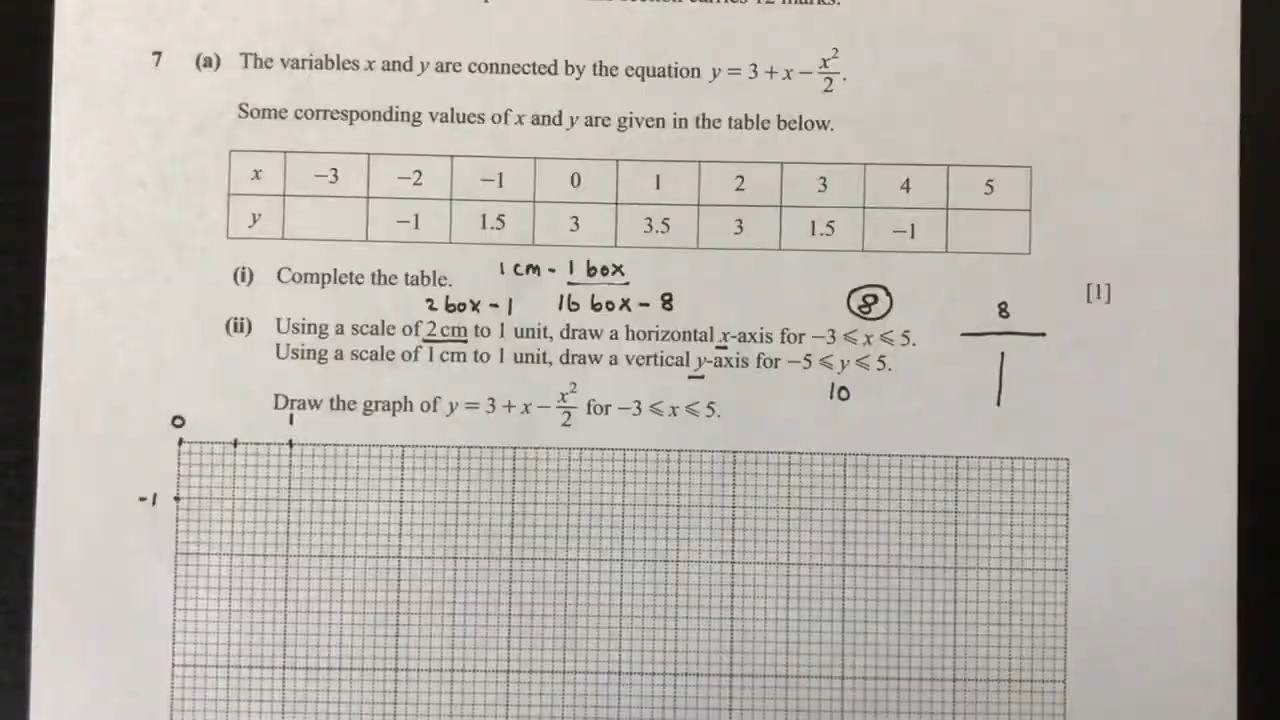 7 (a) The variables x and y are connected by the equation y = 3 + x − x²/2.
Some corresponding values of x and y are given in the table below.
x −3 −2 −1 0 1 2 3 4 5
y −1 1.5 3 3.5 3 1.5 −1
1 cm - 1 box
(i) Complete the table. [1]
2 box - 1 16 box - 8 8 8
(ii) Using a scale of 2 cm to 1 unit, draw a horizontal x-axis for −3 ⩽ x ⩽ 5.
Using a scale of 1 cm to 1 unit, draw a vertical y-axis for −5 ⩽ y ⩽ 5.
10
Draw the graph of y = 3 + x − x²/2 for −3 ⩽ x ⩽ 5.
0 1
-1